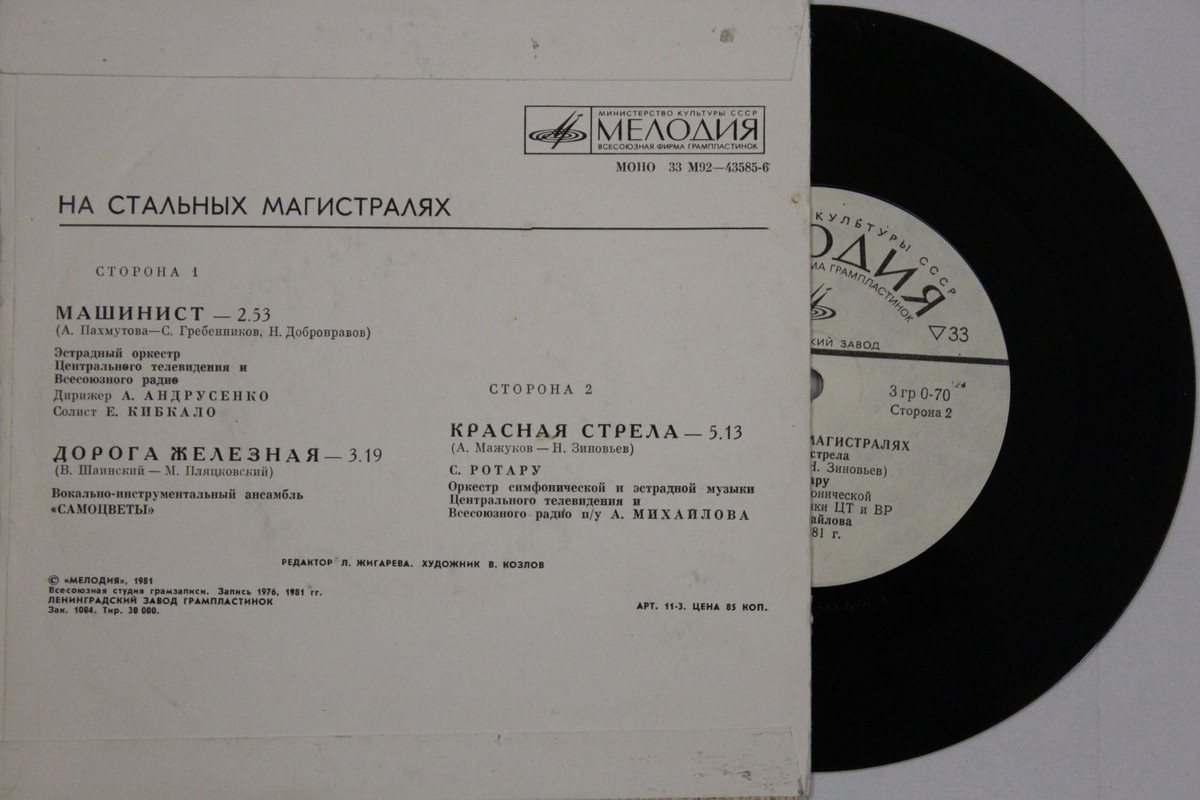 МИНИСТЕРСТВО КУЛЬТУРЫ СССР
МЕЛОДИЯ
ВСЕСОЮЗНАЯ ФИРМА ГРАМПЛАСТИНОК
МОНО 33 М92—43585-6
НА СТАЛЬНЫХ МАГИСТРАЛЯХ
СТОРОНА 1
МАШИНИСТ — 2.53
(А. Пахмутова—С. Гребенников, Н. Добронравов)
Эстрадный оркестр
Центрального телевидения и
Всесоюзного радио
Дирижер А. АНДРУСЕНКО
Солист Е. КИБКАЛО
ДОРОГА ЖЕЛЕЗНАЯ — 3.19
(В. Шаинский — М. Пляцковский)
Вокально-инструментальный ансамбль
«САМОЦВЕТЫ»
СТОРОНА 2
КРАСНАЯ СТРЕЛА — 5.13
(А. Мажуков — Н. Зиновьев)
С. РОТАРУ
Оркестр симфонической и эстрадной музыки
Центрального телевидения и
Всесоюзного радио п/у А. МИХАЙЛОВА
РЕДАКТОР Л. ЖИГАРЕВА. ХУДОЖНИК В. КОЗЛОВ
© «МЕЛОДИЯ», 1981
Всесоюзная студия грамзаписи. Запись 1976, 1981 гг.
ЛЕНИНГРАДСКИЙ ЗАВОД ГРАМПЛАСТИНОК
Зак. 1004. Тир. 30 000.
АРТ. 11-3. ЦЕНА 85 КОП.
КУЛЬТУРЫ СССР
ОДИЯ
МА ГРАМПЛАСТИНОК
▽33
КИЙ ЗАВОД
3 гр 0-70
Сторона 2
МАГИСТРАЛЯХ
стрела
Н. Зиновьев)
ару
онической
ки ЦТ и ВР
айлова
81 г.